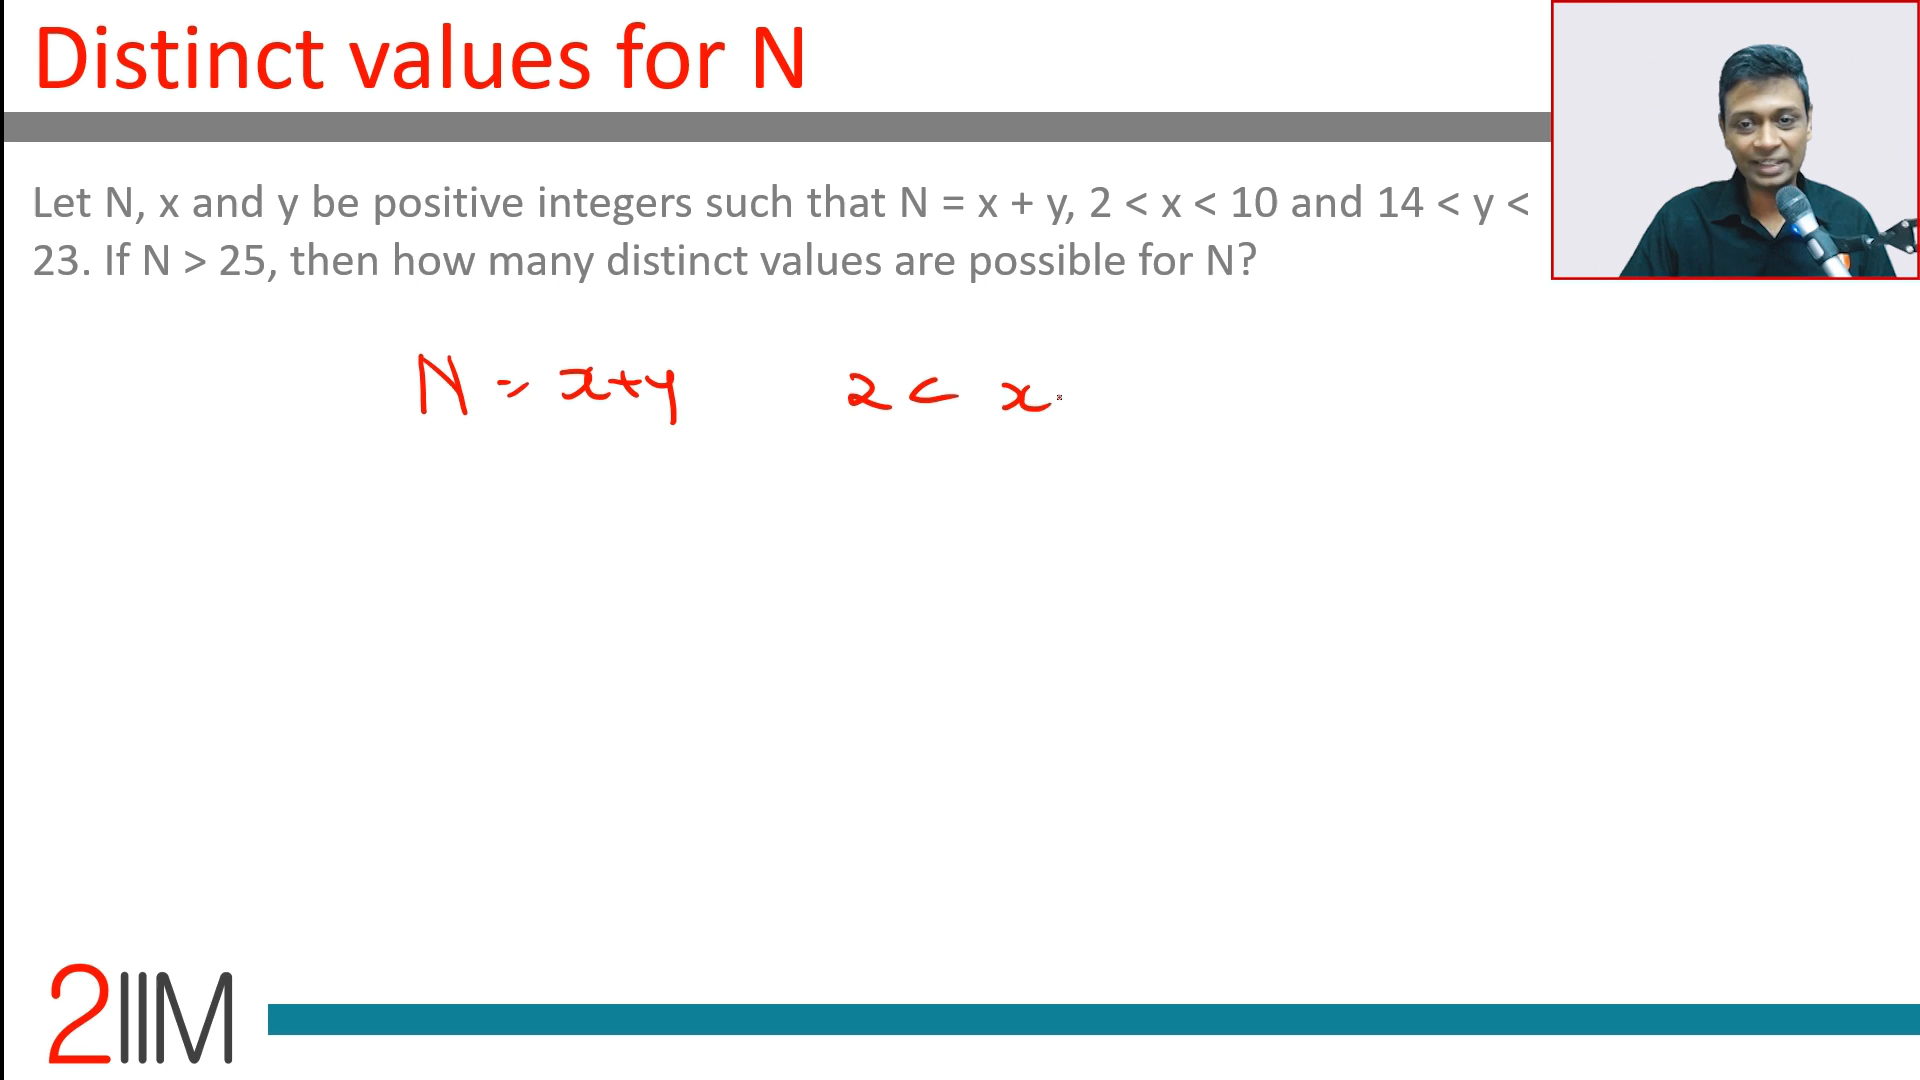 Distinct values for N
Let N, x and y be positive integers such that N = x + y, 2 < x < 10 and 14 < y <
23. If N > 25, then how many distinct values are possible for N?
N = x+y 2 < x
2IIM